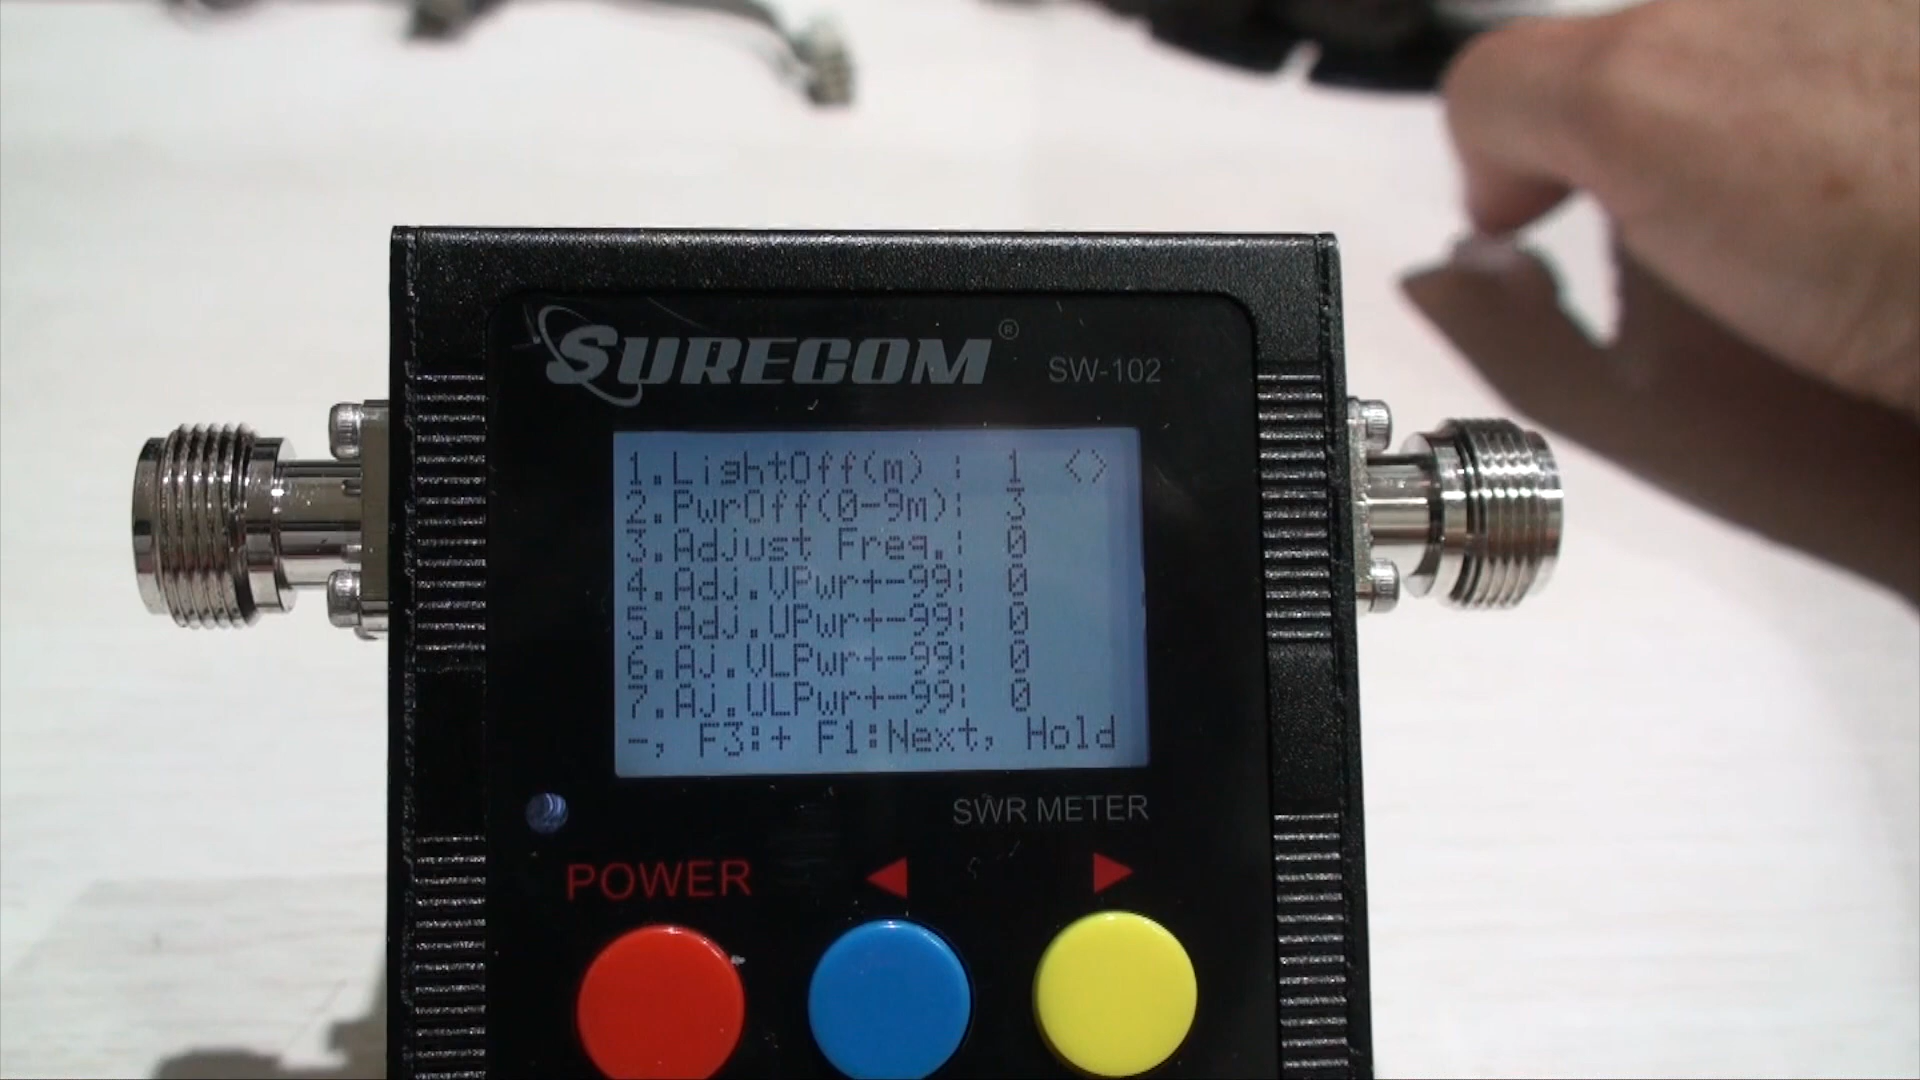 SURECOM®
SW-102
1.LightOff(m) : 1 <>
2.PwrOff(0-9m): 3
3.Adjust Freq.: 0
4.Adj.VPwr+-99: 0
5.Adj.UPwr+-99: 0
6.Aj.VLPwr+-99: 0
7.Aj.ULPwr+-99: 0
-, F3:+ F1:Next, Hold
SWR METER
POWER